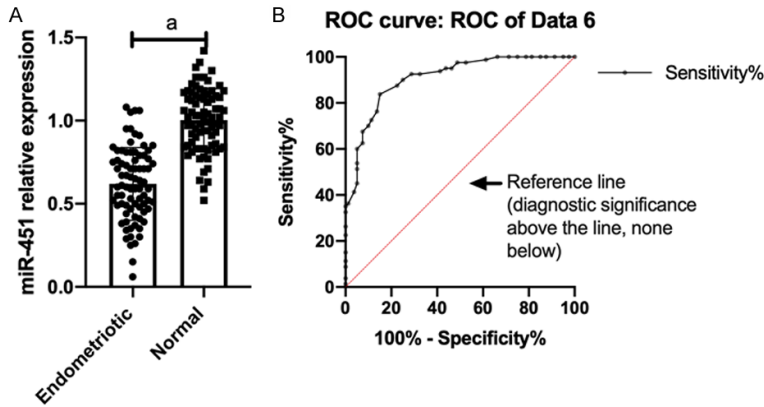 A
a
miR-451 relative expression
1.5
1.0
0.5
0.0
Endometriotic
Normal
B
ROC curve: ROC of Data 6
Sensitivity%
100
80
60
40
20
0
0 20 40 60 80 100
100% - Specificity%
Sensitivity%
Reference line
(diagnostic significance
above the line, none
below)